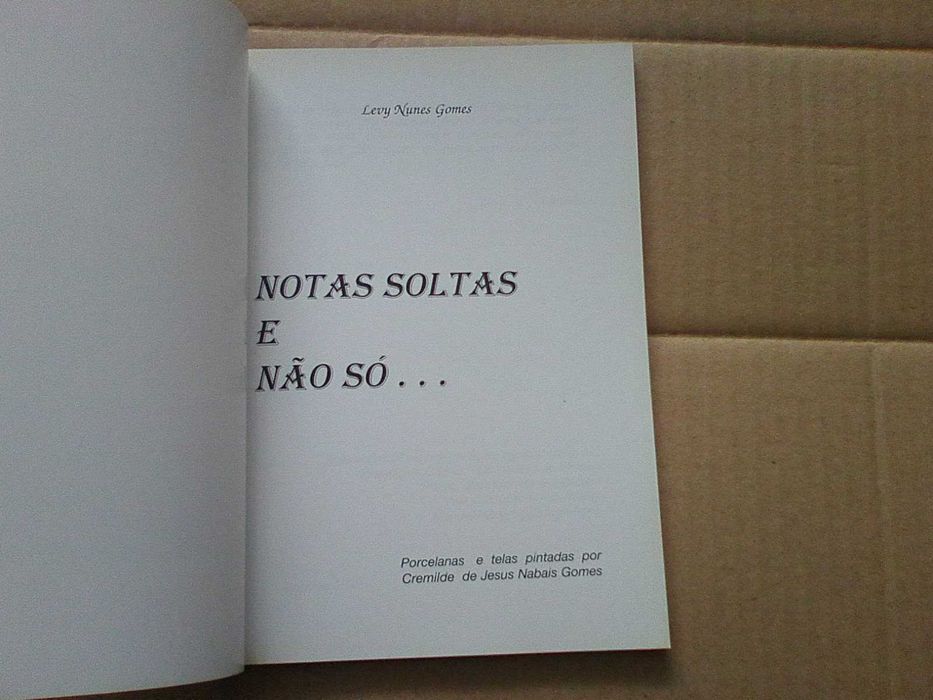 Levy Nunes Gomes
NOTAS SOLTAS
E
NÃO SÓ . . .
Porcelanas e telas pintadas por
Cremilde de Jesus Nabais Gomes